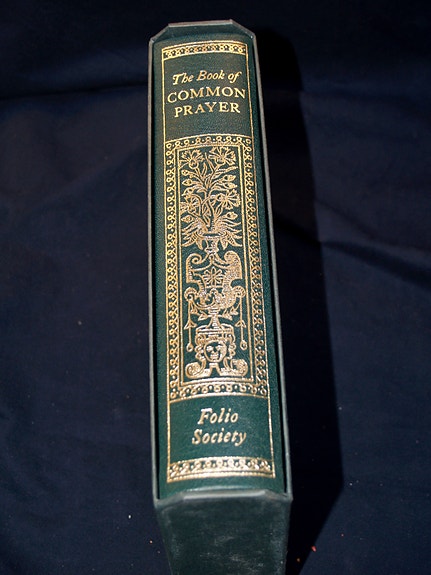 The Book of
COMMON
PRAYER
Folio
Society